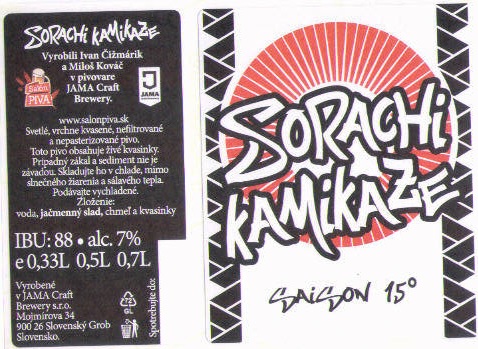 SORACHi KAMiKAZE
Vyrobili Ivan Čižmárik
a Miloš Kováč
v pivovare
JAMA Craft
Brewery.
Salón
PIVA
JAMA
www.salonpiva.sk
Svetlé, vrchne kvasené, nefiltrované
a nepasterizované pivo.
Toto pivo obsahuje živé kvasinky.
Prípadný zákal a sediment nie je
závadou. Skladujte ho v chlade, mimo
slnečného žiarenia a sálavého tepla.
Podávajte vychladené.
Zloženie:
voda, jačmenný slad, chmeľ a kvasinky
IBU: 88 • alc. 7%
e 0,33L 0,5L 0,7L
Vyrobené
v JAMA Craft
Brewery s.r.o.
Mojmírova 34
900 26 Slovenský Grob
Slovensko.
GL
Spotrebujte do:
SORACHi
KAMiKAZE
SAiSON 15°